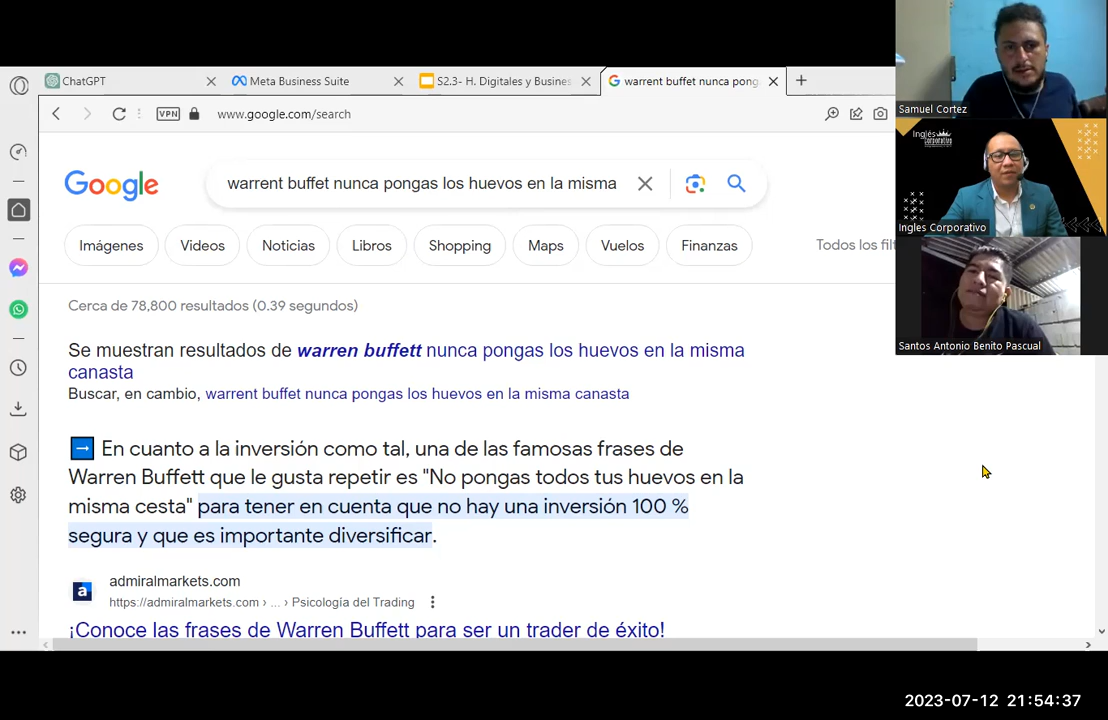 ChatGPT
Meta Business Suite
S2.3- H. Digitales y Busines
warrent buffet nunca pong
VPN
www.google.com/search
Google
warrent buffet nunca pongas los huevos en la misma
Imágenes
Videos
Noticias
Libros
Shopping
Maps
Vuelos
Finanzas
Todos los filt
Cerca de 78,800 resultados (0.39 segundos)
Se muestran resultados de warren buffett nunca pongas los huevos en la misma
canasta
Buscar, en cambio, warrent buffet nunca pongas los huevos en la misma canasta
En cuanto a la inversión como tal, una de las famosas frases de
Warren Buffett que le gusta repetir es "No pongas todos tus huevos en la
misma cesta" para tener en cuenta que no hay una inversión 100 %
segura y que es importante diversificar.
a
admiralmarkets.com
https://admiralmarkets.com › ... › Psicología del Trading
¡Conoce las frases de Warren Buffett para ser un trader de éxito!
Samuel Cortez
Inglés
Corporativo
Ingles Corporativo
Santos Antonio Benito Pascual
2023-07-12 21:54:37